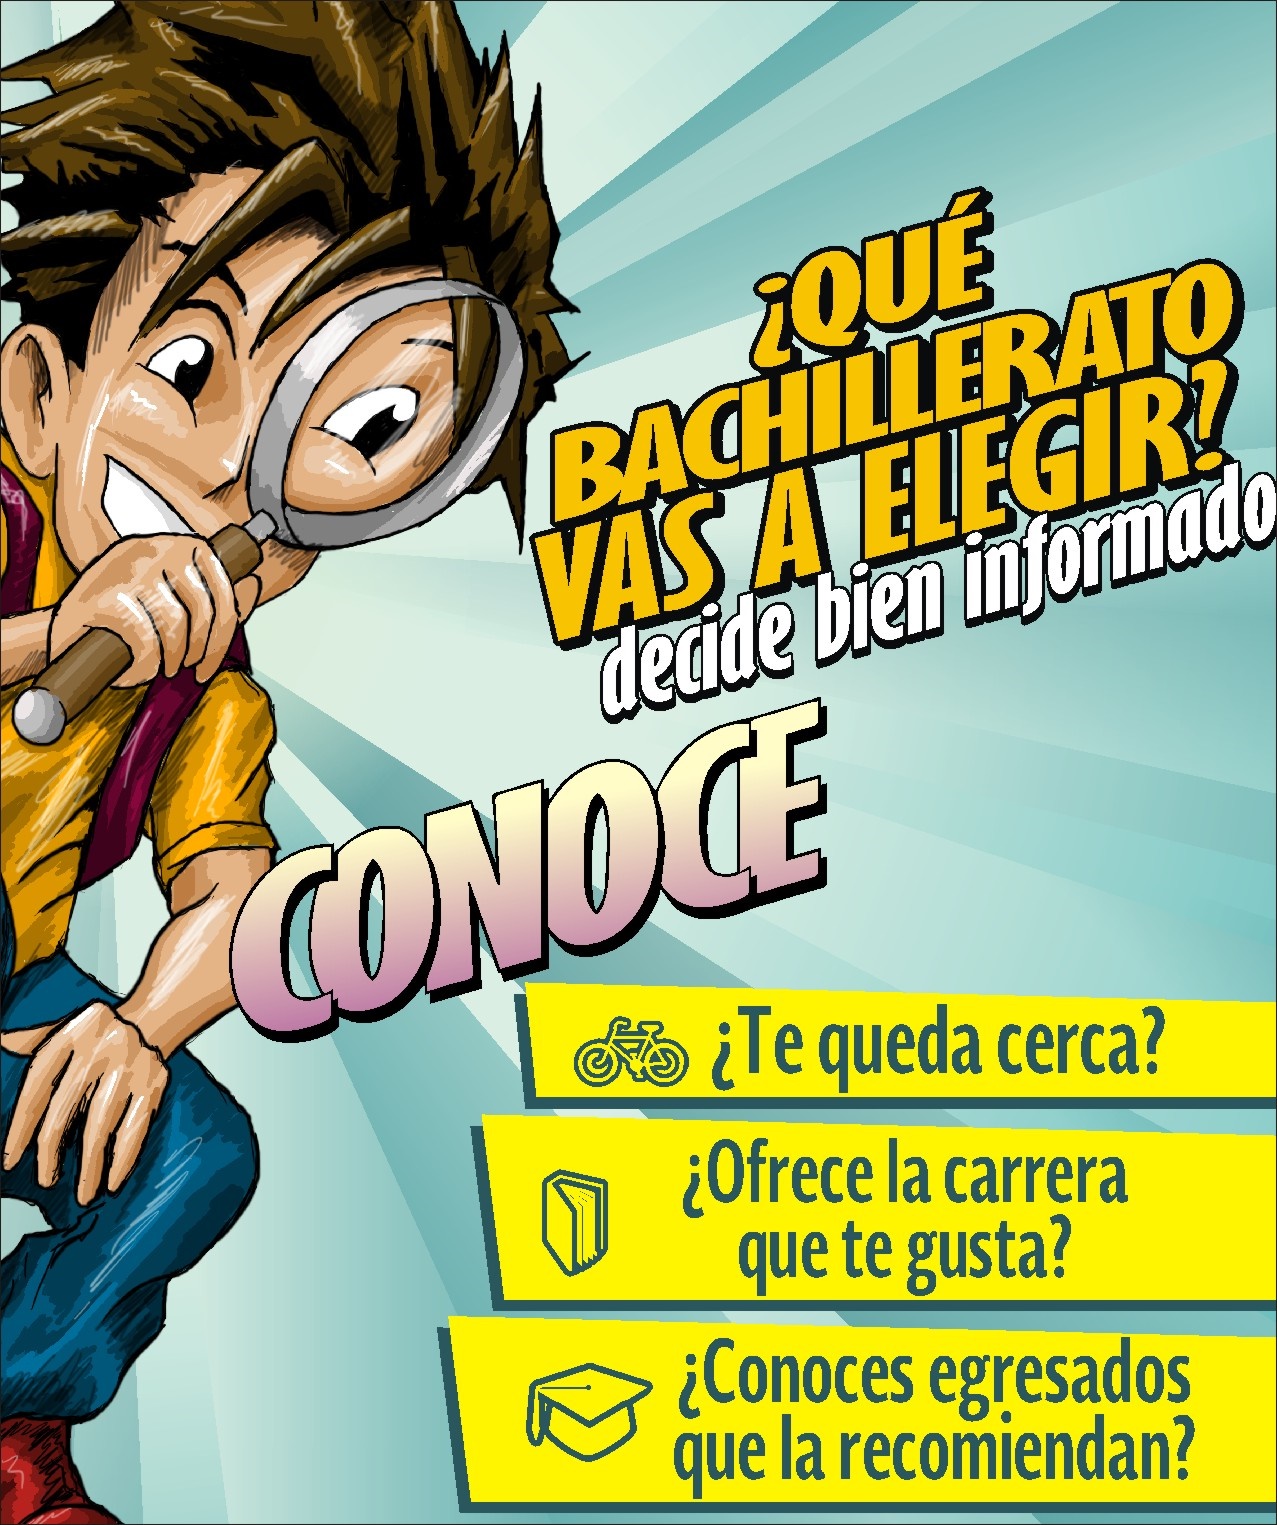 ¿QUÉ
BACHILLERATO
VAS A ELEGIR?
decide bien informado
CONOCE
¿Te queda cerca?
¿Ofrece la carrera
que te gusta?
¿Conoces egresados
que la recomiendan?